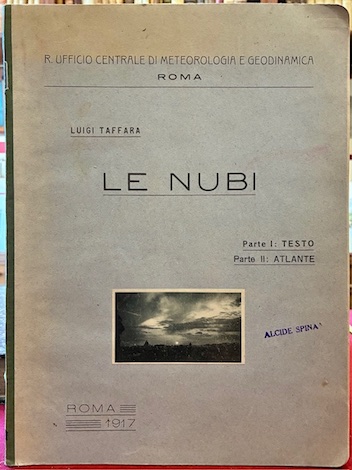 R. UFFICIO CENTRALE DI METEOROLOGIA E GEODINAMICA
ROMA
LUIGI TAFFARA
LE NUBI
Parte I: TESTO
Parte II: ATLANTE
ALCIDE SPINA
ROMA
1917